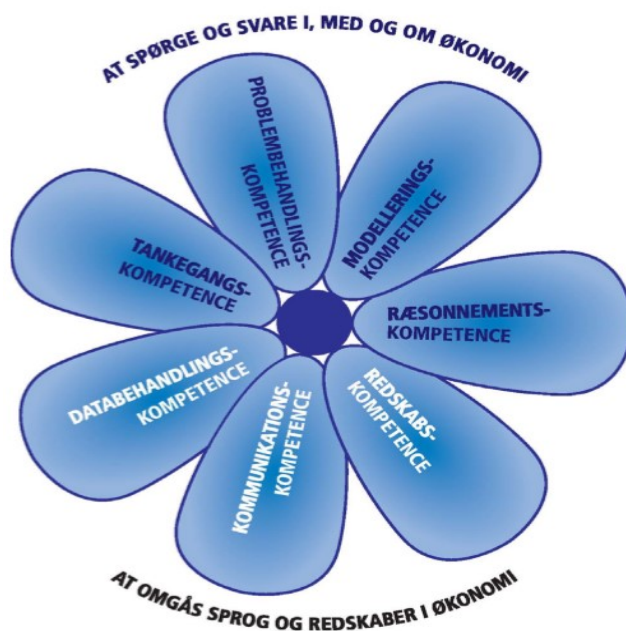 AT SPØRGE OG SVARE I, MED OG OM ØKONOMI
PROBLEMBEHANDLINGS-
KOMPETENCE
MODELLERINGS-
KOMPETENCE
TANKEGANGS-
KOMPETENCE
RÆSONNEMENTS-
KOMPETENCE
DATABEHANDLINGS-
KOMPETENCE
KOMMUNIKATIONS-
KOMPETENCE
REDSKABS-
KOMPETENCE
AT OMGÅS SPROG OG REDSKABER I ØKONOMI